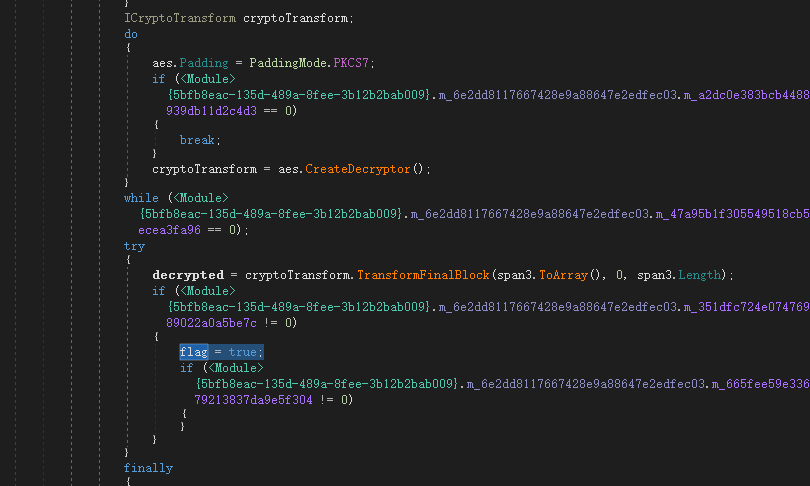 }
ICryptoTransform cryptoTransform;
do
{
aes.Padding = PaddingMode.PKCS7;
if (<Module>
{5bfb8eac-135d-489a-8fee-3b12b2bab009}.m_6e2dd8117667428e9a88647e2edfec03.m_a2dc0e383bcb4488
939db11d2c4d3 == 0)
{
break;
}
cryptoTransform = aes.CreateDecryptor();
}
while (<Module>
{5bfb8eac-135d-489a-8fee-3b12b2bab009}.m_6e2dd8117667428e9a88647e2edfec03.m_47a95b1f305549518cb5
ecea3fa96 == 0);
try
{
decrypted = cryptoTransform.TransformFinalBlock(span3.ToArray(), 0, span3.Length);
if (<Module>
{5bfb8eac-135d-489a-8fee-3b12b2bab009}.m_6e2dd8117667428e9a88647e2edfec03.m_351dfc724e074769
89022a0a5be7c != 0)
{
flag = true;
if (<Module>
{5bfb8eac-135d-489a-8fee-3b12b2bab009}.m_6e2dd8117667428e9a88647e2edfec03.m_665fee59e336
79213837da9e5f304 != 0)
{
}
}
}
finally
{